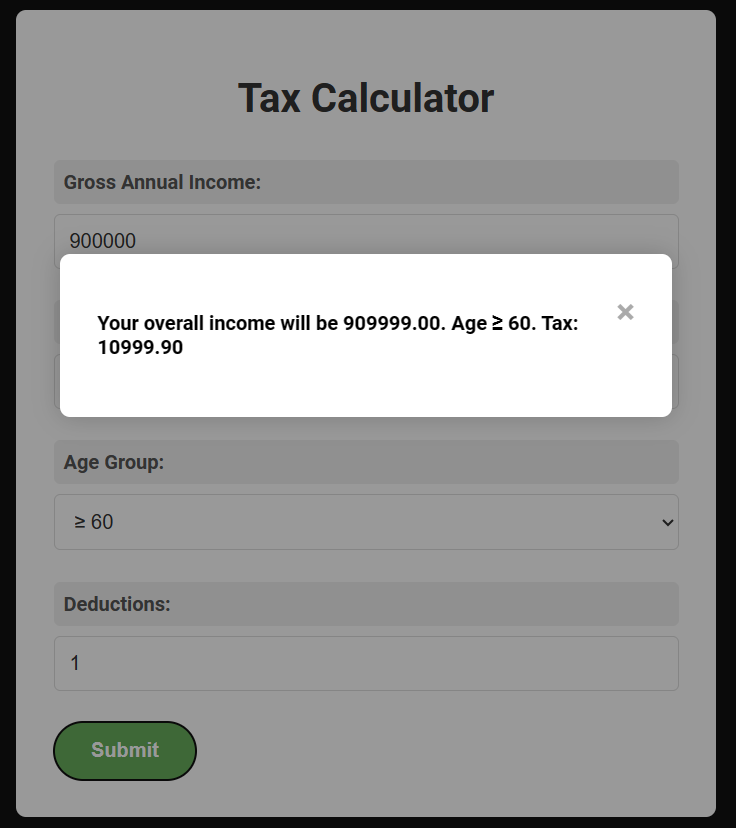 Tax Calculator
Gross Annual Income:
900000
Your overall income will be 909999.00. Age ≥ 60. Tax:
10999.90
×
Age Group:
≥ 60
Deductions:
1
Submit